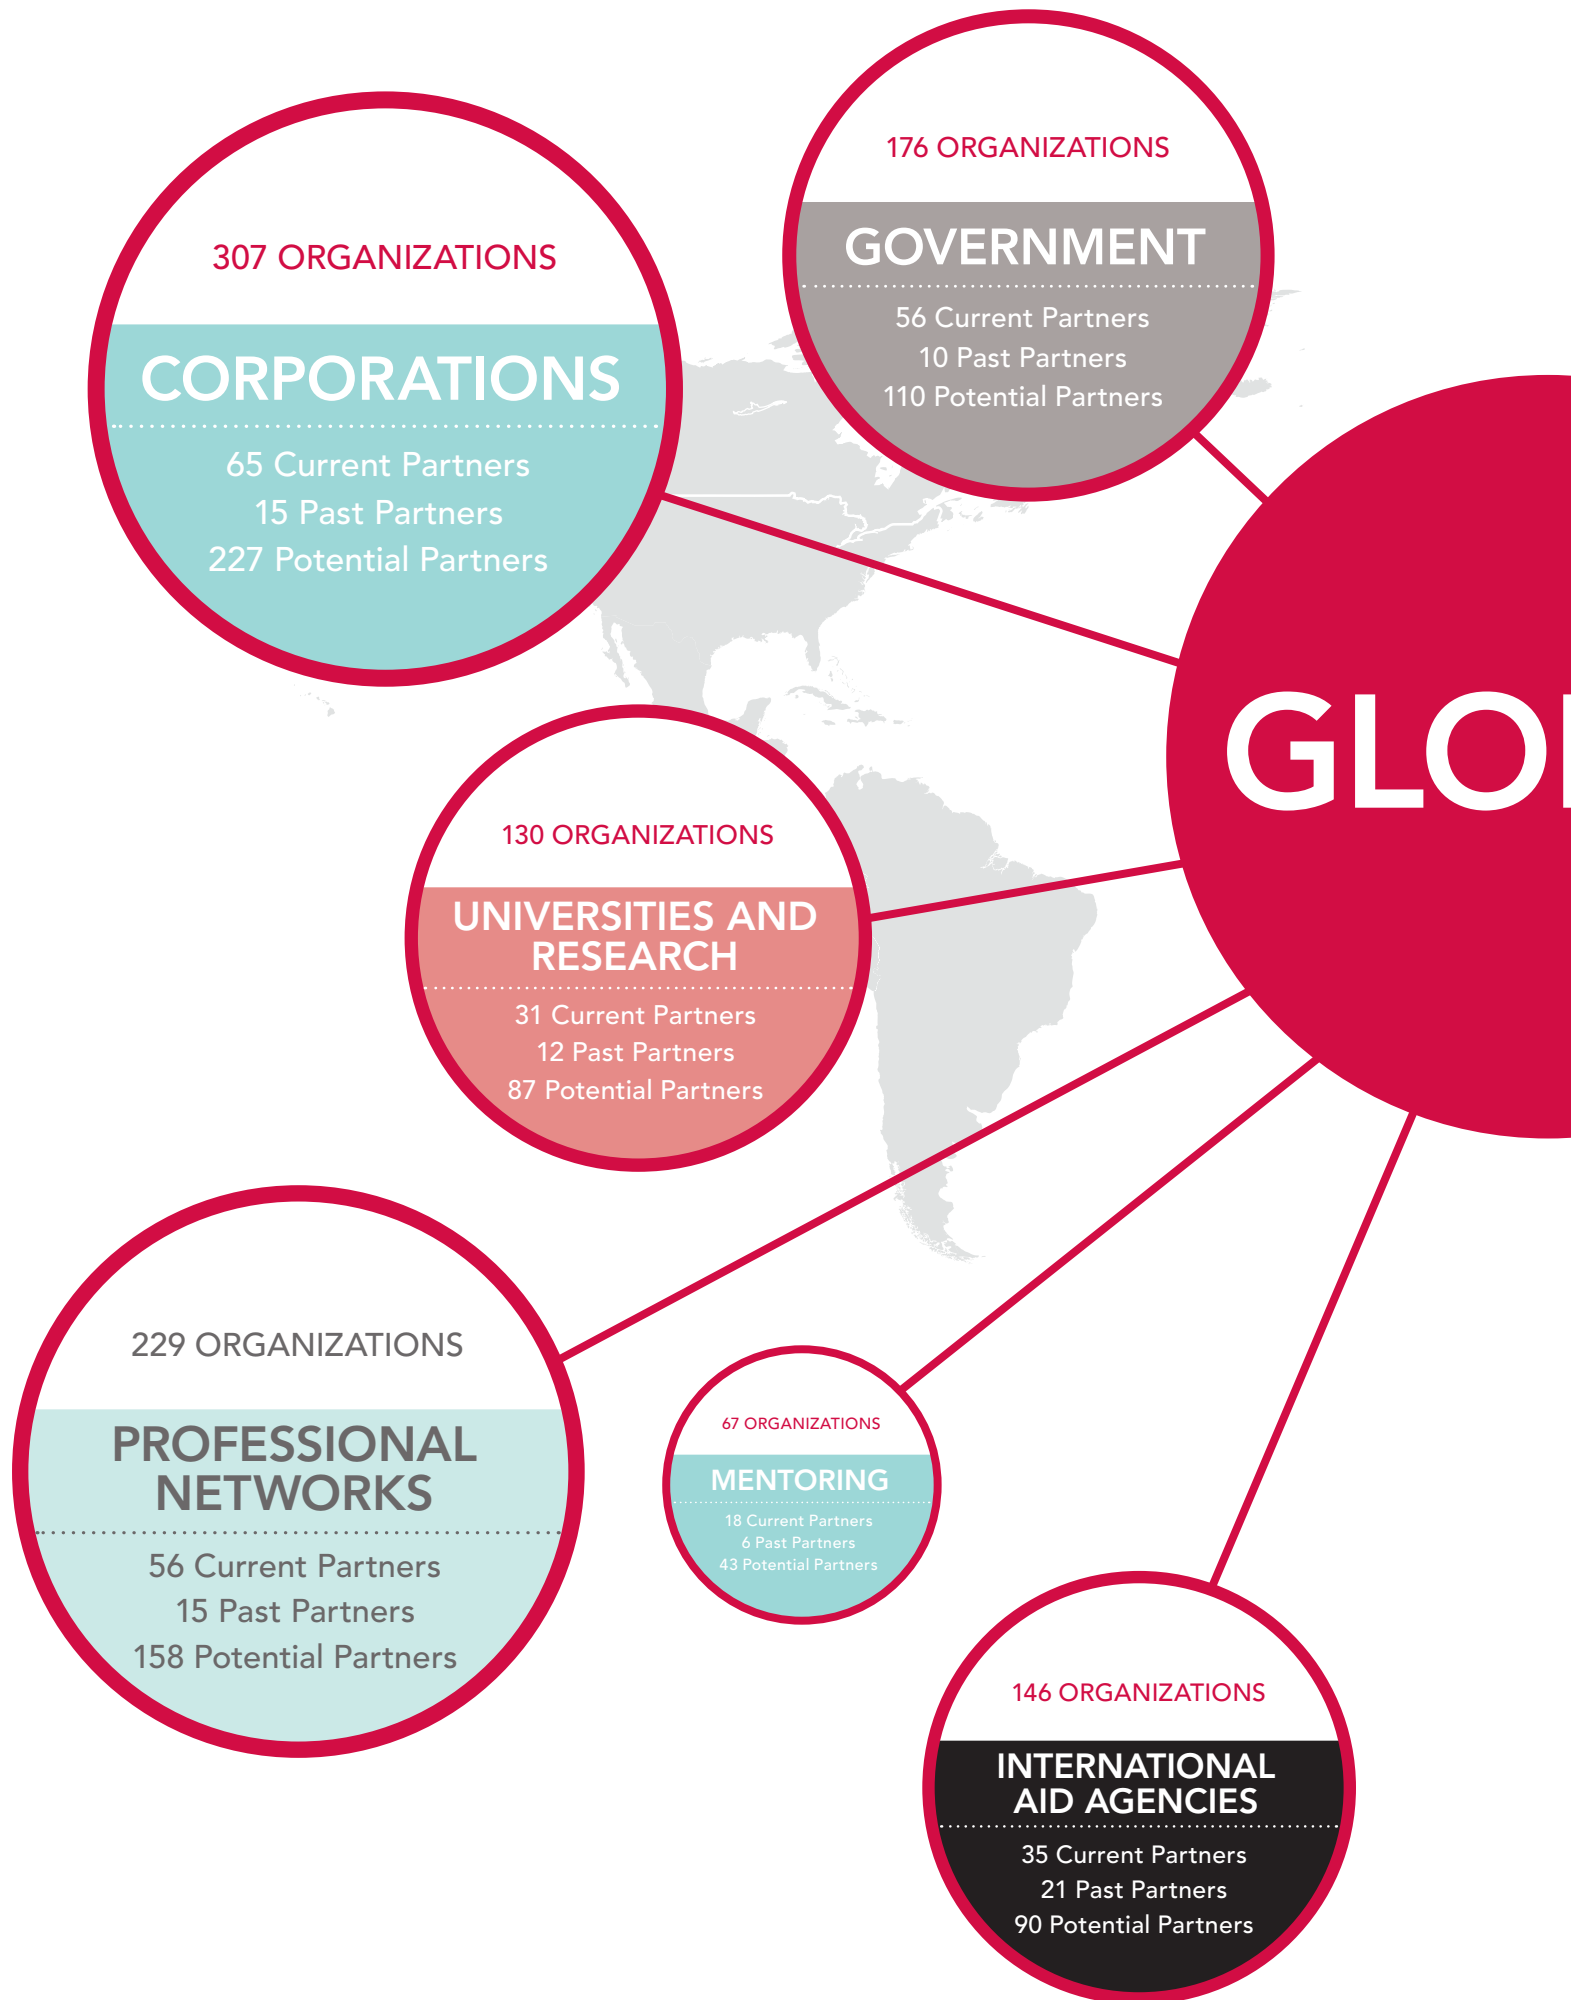 176 ORGANIZATIONS
GOVERNMENT
56 Current Partners
10 Past Partners
110 Potential Partners
307 ORGANIZATIONS
CORPORATIONS
65 Current Partners
15 Past Partners
227 Potential Partners
130 ORGANIZATIONS
UNIVERSITIES AND
RESEARCH
31 Current Partners
12 Past Partners
87 Potential Partners
229 ORGANIZATIONS
PROFESSIONAL
NETWORKS
56 Current Partners
15 Past Partners
158 Potential Partners
67 ORGANIZATIONS
MENTORING
18 Current Partners
6 Past Partners
43 Potential Partners
146 ORGANIZATIONS
INTERNATIONAL
AID AGENCIES
35 Current Partners
21 Past Partners
90 Potential Partners